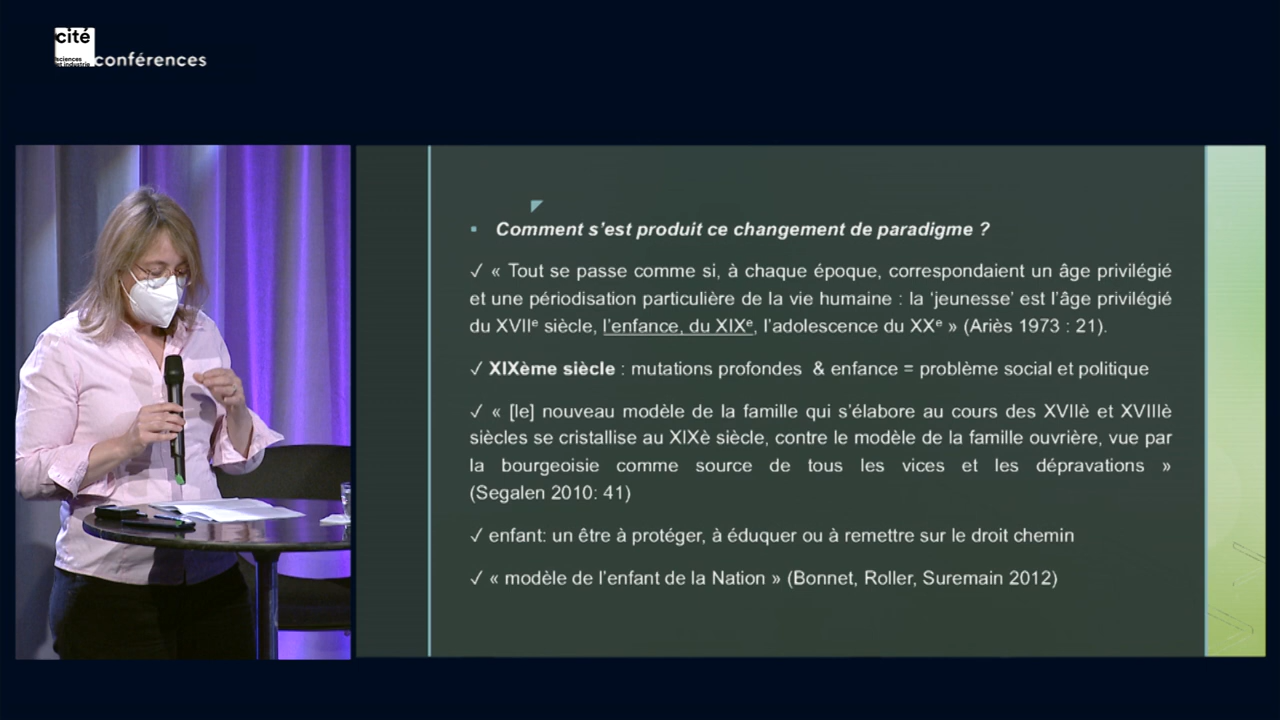 cité
sciences
et industrie
conférences
▪ Comment s'est produit ce changement de paradigme ?
✓ « Tout se passe comme si, à chaque époque, correspondaient un âge privilégié
et une périodisation particulière de la vie humaine : la ‘jeunesse’ est l'âge privilégié
du XVIIᵉ siècle, l'enfance, du XIXᵉ, l'adolescence du XXᵉ » (Ariès 1973 : 21).
✓ XIXème siècle : mutations profondes & enfance = problème social et politique
✓ « [le] nouveau modèle de la famille qui s'élabore au cours des XVIIè et XVIIIè
siècles se cristallise au XIXè siècle, contre le modèle de la famille ouvrière, vue par
la bourgeoisie comme source de tous les vices et les dépravations »
(Segalen 2010: 41)
✓ enfant: un être à protéger, à éduquer ou à remettre sur le droit chemin
✓ « modèle de l'enfant de la Nation » (Bonnet, Roller, Suremain 2012)